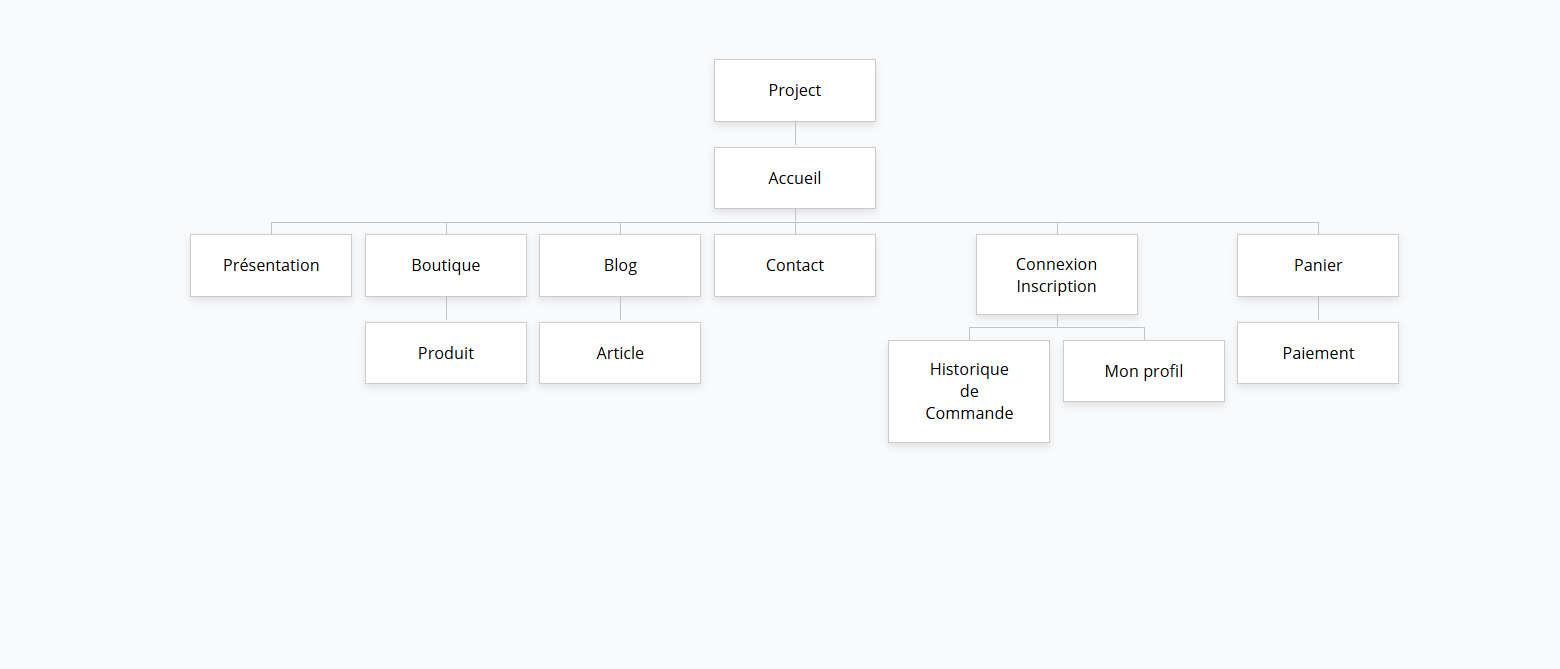 Project
Accueil
Présentation
Boutique
Blog
Contact
Connexion
Inscription
Panier
Produit
Article
Historique
de
Commande
Mon profil
Paiement